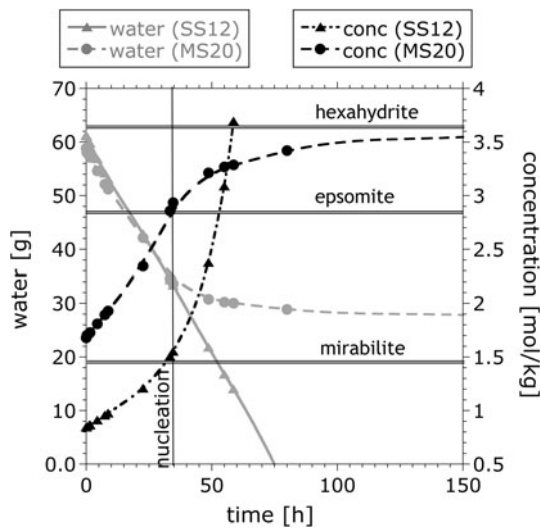 water (SS12)
water (MS20)
conc (SS12)
conc (MS20)
70
60
50
40
30
20
10
0.0
water [g]
hexahydrite
epsomite
mirabilite
nucleation
4
3.5
3
2.5
2
1.5
1
0.5
concentration [mol/kg]
0
50
100
150
time [h]